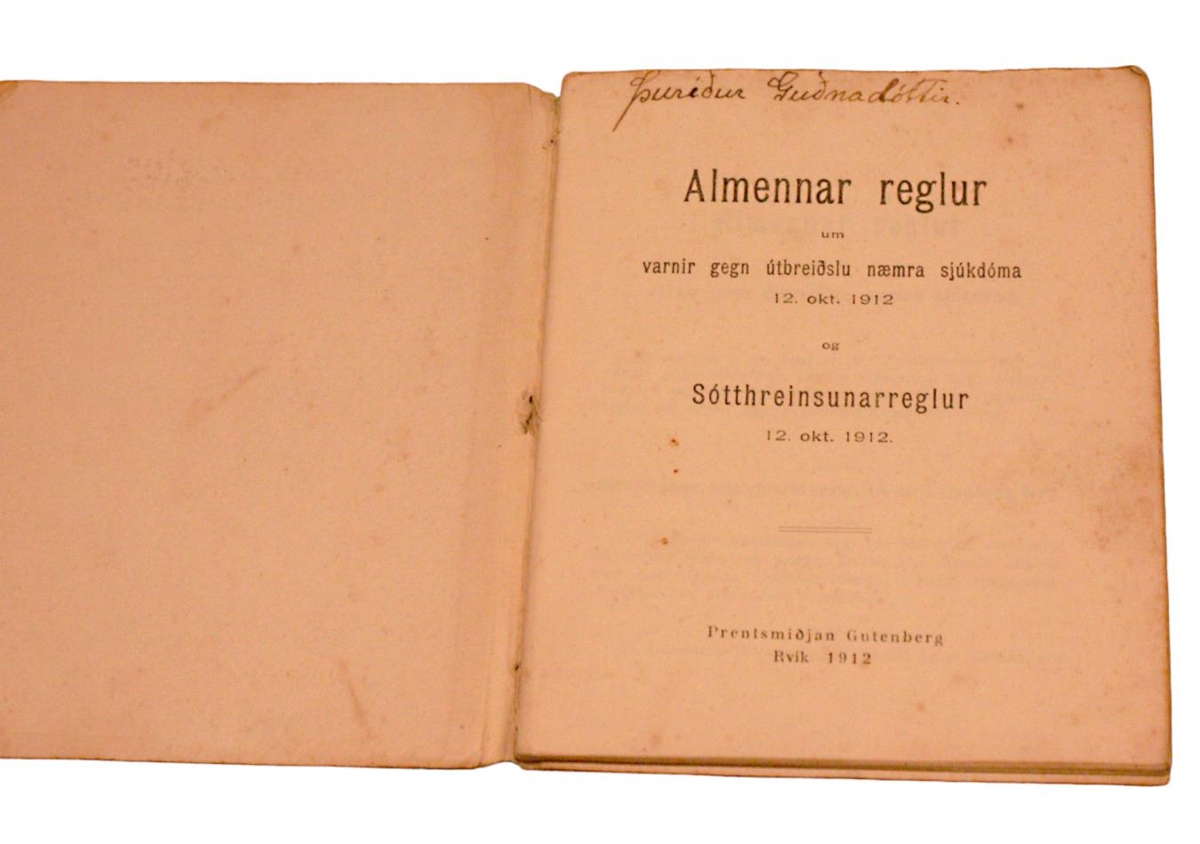 Þuríður Guðnadóttir.
Almennar reglur
um
varnir gegn útbreiðslu næmra sjúkdóma
12. okt. 1912
og
Sótthreinsunarreglur
12. okt. 1912.
Prentsmiðjan Gutenberg
Rvík 1912